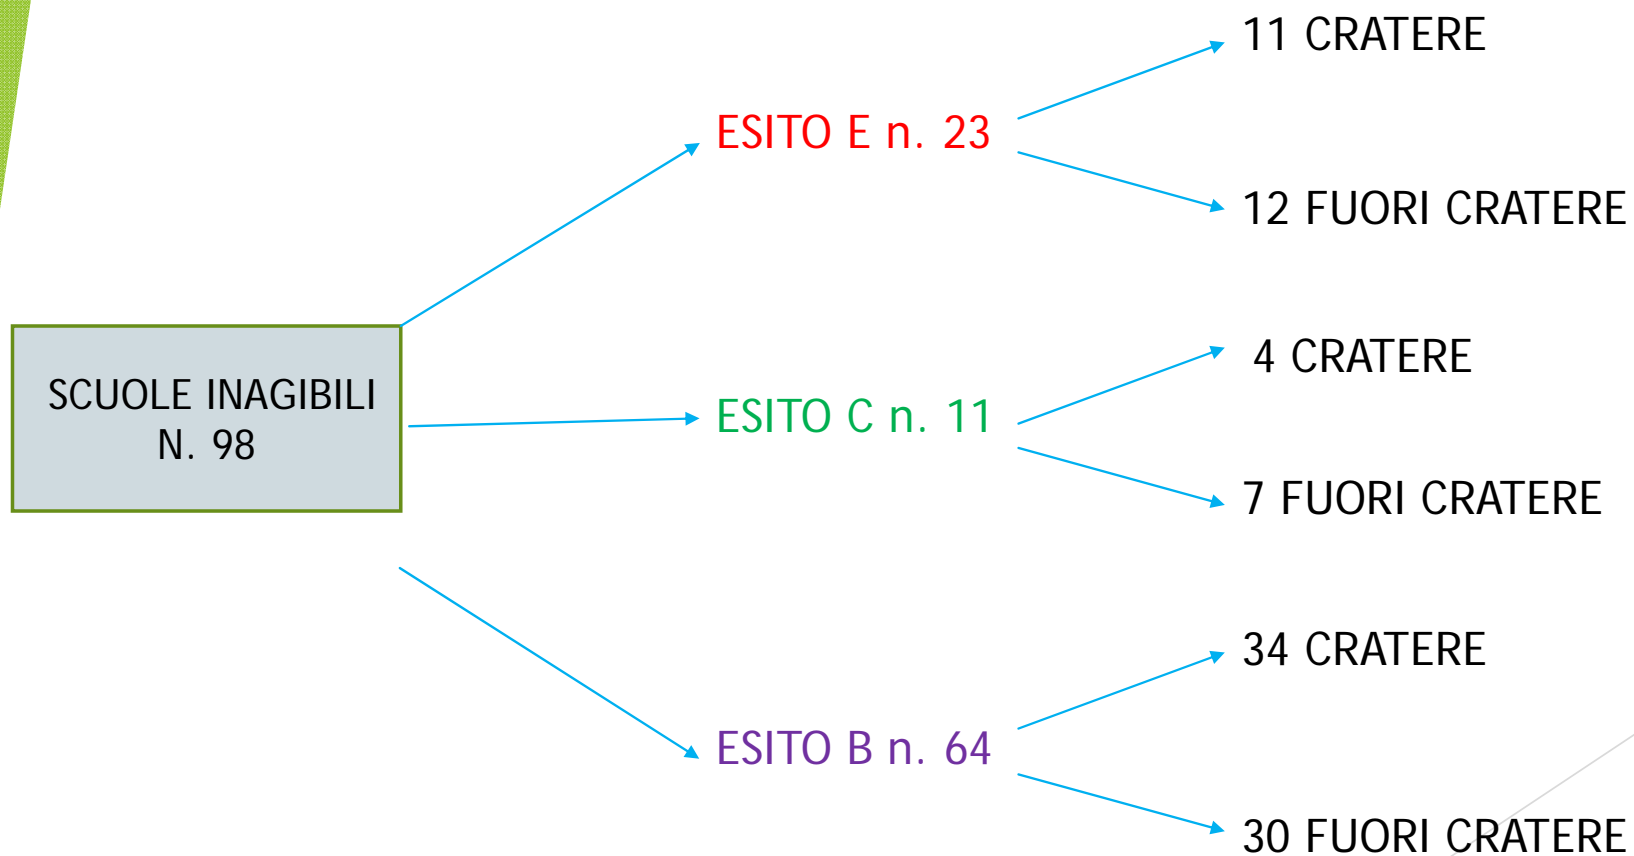 SCUOLE INAGIBILI
N. 98
ESITO E n. 23
11 CRATERE
12 FUORI CRATERE
ESITO C n. 11
4 CRATERE
7 FUORI CRATERE
ESITO B n. 64
34 CRATERE
30 FUORI CRATERE